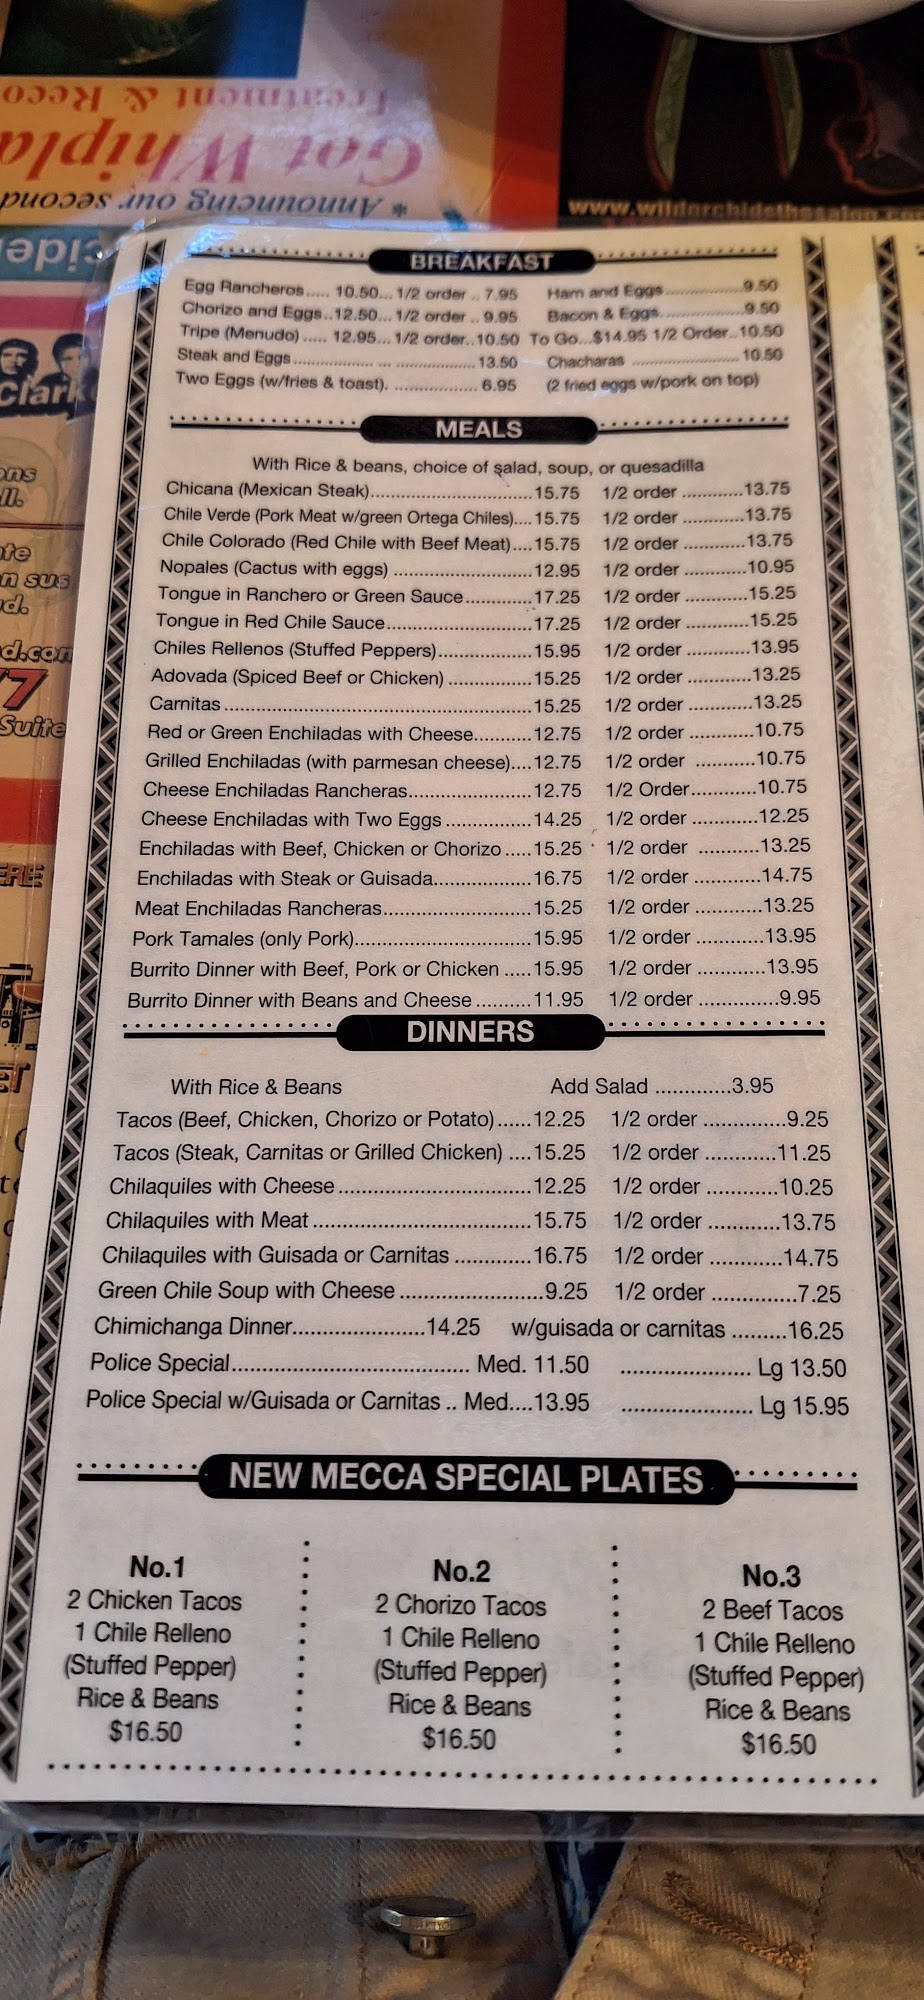 Treatment & Reco
Got Whipla
* Announcing our second
www.wildorchidsthesalon.co
cide
Clark
ons
ll.
ate
n sus
d.
d.com
7
Suite
ERE
ET
BREAKFAST
Egg Rancheros..... 10.50... 1/2 order .. 7.95 Ham and Eggs..................9.50
Chorizo and Eggs..12.50... 1/2 order .. 9.95 Bacon & Eggs..................9.50
Tripe (Menudo) ..... 12.95... 1/2 order..10.50 To Go...$14.95 1/2 Order..10.50
Steak and Eggs .................. ... .................. 13.50 Chacharas ....................... 10.50
Two Eggs (w/fries & toast). ................ 6.95 (2 fried eggs w/pork on top)
MEALS
With Rice & beans, choice of salad, soup, or quesadilla
Chicana (Mexican Steak)..............................15.75 1/2 order ...........13.75
Chile Verde (Pork Meat w/green Ortega Chiles)....15.75 1/2 order ...........13.75
Chile Colorado (Red Chile with Beef Meat)....15.75 1/2 order ...........13.75
Nopales (Cactus with eggs) .........................12.95 1/2 order ...........10.95
Tongue in Ranchero or Green Sauce............17.25 1/2 order ...........15.25
Tongue in Red Chile Sauce..........................17.25 1/2 order ...........15.25
Chiles Rellenos (Stuffed Peppers).................15.95 1/2 order ...........13.95
Adovada (Spiced Beef or Chicken) ...............15.25 1/2 order ...........13.25
Carnitas .......................................................15.25 1/2 order ...........13.25
Red or Green Enchiladas with Cheese..........12.75 1/2 order ...........10.75
Grilled Enchiladas (with parmesan cheese)....12.75 1/2 order ...........10.75
Cheese Enchiladas Rancheras......................12.75 1/2 Order............10.75
Cheese Enchiladas with Two Eggs ...............14.25 1/2 order ............12.25
Enchiladas with Beef, Chicken or Chorizo .....15.25 1/2 order ...........13.25
Enchiladas with Steak or Guisada..................16.75 1/2 order ............14.75
Meat Enchiladas Rancheras..........................15.25 1/2 order ............13.25
Pork Tamales (only Pork)...............................15.95 1/2 order ............13.95
Burrito Dinner with Beef, Pork or Chicken .....15.95 1/2 order ............13.95
Burrito Dinner with Beans and Cheese ..........11.95 1/2 order ..............9.95
DINNERS
With Rice & Beans Add Salad ............3.95
Tacos (Beef, Chicken, Chorizo or Potato)......12.25 1/2 order ..............9.25
Tacos (Steak, Carnitas or Grilled Chicken) ....15.25 1/2 order ............11.25
Chilaquiles with Cheese................................12.25 1/2 order ............10.25
Chilaquiles with Meat ...................................15.75 1/2 order ............13.75
Chilaquiles with Guisada or Carnitas ............16.75 1/2 order ............14.75
Green Chile Soup with Cheese .......................9.25 1/2 order ..............7.25
Chimichanga Dinner......................14.25 w/guisada or carnitas .........16.25
Police Special...................................... Med. 11.50 ..................... Lg 13.50
Police Special w/Guisada or Carnitas .. Med....13.95 ..................... Lg 15.95
NEW MECCA SPECIAL PLATES
No.1
2 Chicken Tacos
1 Chile Relleno
(Stuffed Pepper)
Rice & Beans
$16.50
No.2
2 Chorizo Tacos
1 Chile Relleno
(Stuffed Pepper)
Rice & Beans
$16.50
No.3
2 Beef Tacos
1 Chile Relleno
(Stuffed Pepper)
Rice & Beans
$16.50